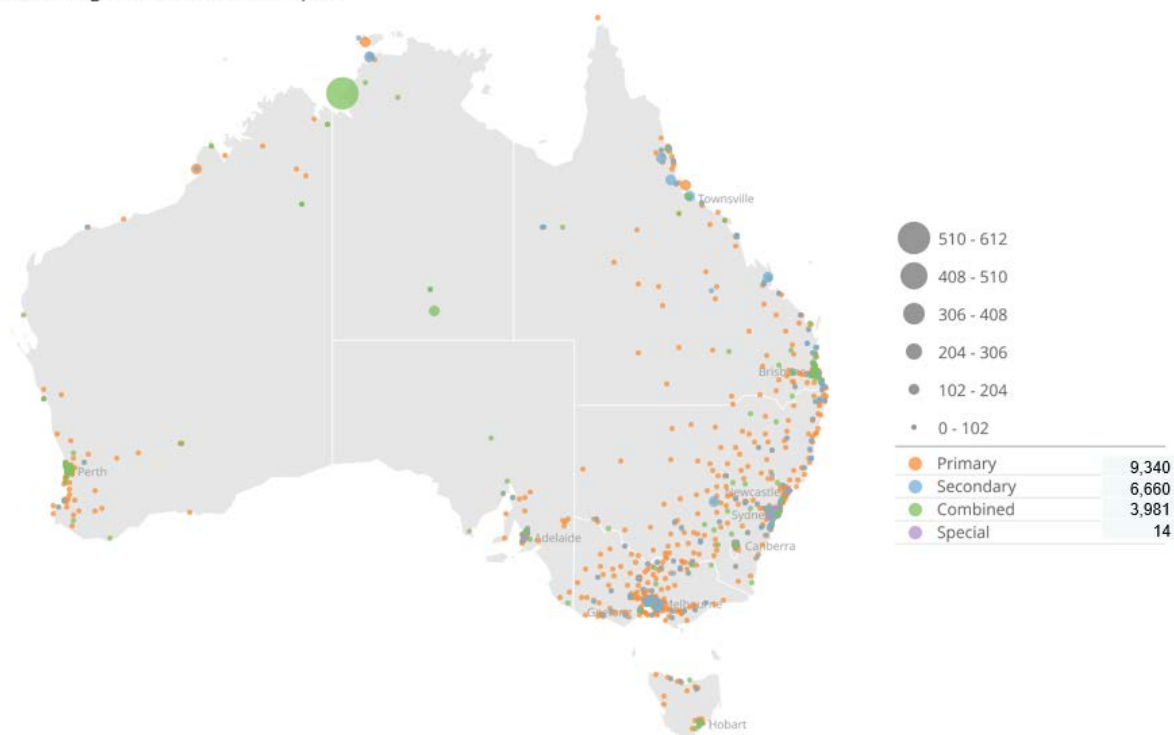 Townsville
Brisbane
Perth
Newcastle
Sydney
Adelaide
Canberra
Geelong
Melbourne
Hobart
510 - 612
408 - 510
306 - 408
204 - 306
102 - 204
0 - 102
Primary 9,340
Secondary 6,660
Combined 3,981
Special 14